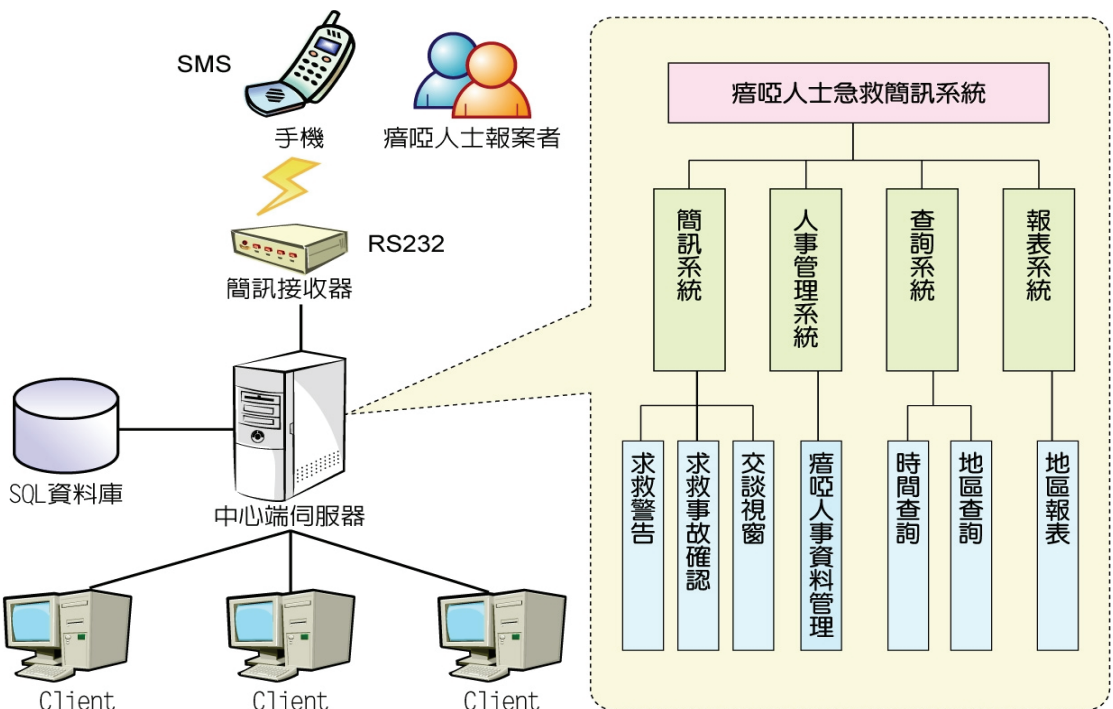 SMS
手機
瘖啞人士報案者
RS232
簡訊接收器
SQL資料庫
中心端伺服器
Client
Client
Client
瘖啞人士急救簡訊系統
簡訊系統
人事管理系統
查詢系統
報表系統
求救警告
求救事故確認
交談視窗
瘖啞人事資料管理
時間查詢
地區查詢
地區報表